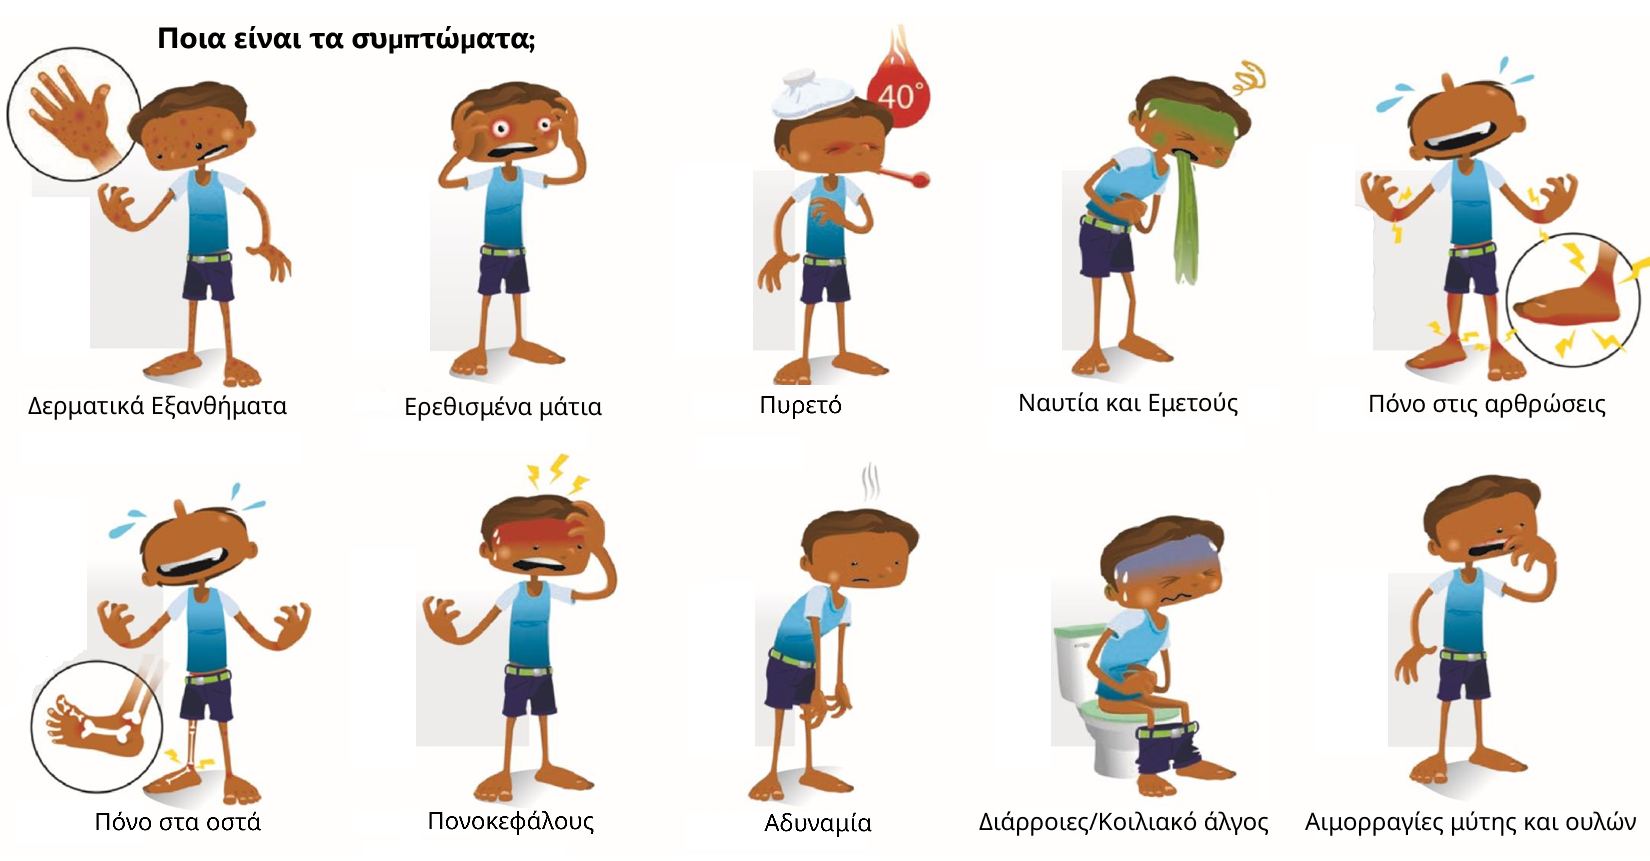 Ποια είναι τα συμπτώματα;
40°
Δερματικά Εξανθήματα
Ερεθισμένα μάτια
Πυρετό
Ναυτία και Εμετούς
Πόνο στις αρθρώσεις
Πόνο στα οστά
Πονοκεφάλους
Αδυναμία
Διάρροιες/Κοιλιακό άλγος
Αιμορραγίες μύτης και ουλών